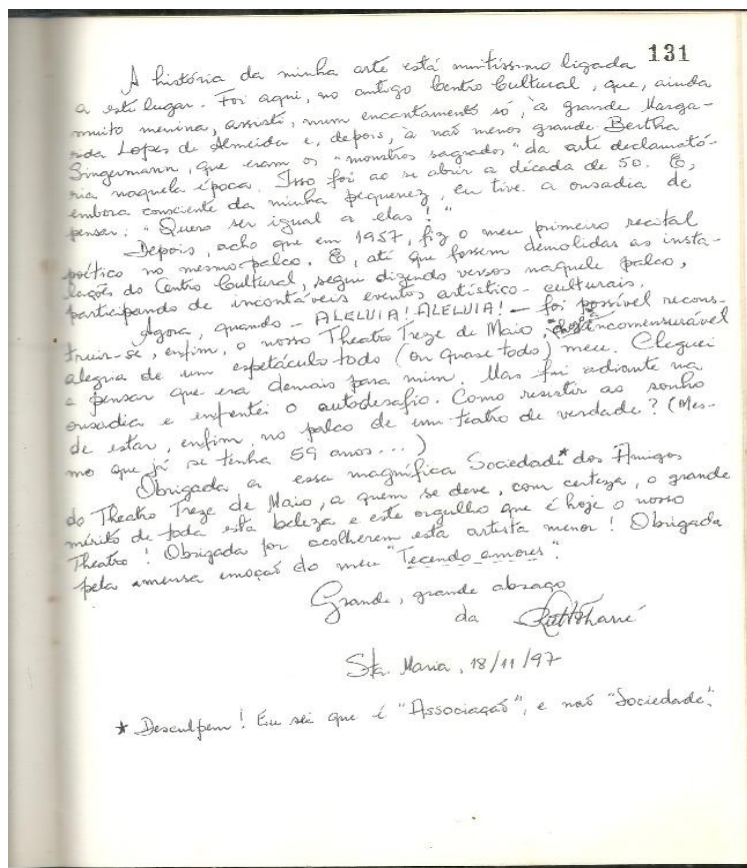 131
A história da minha arte está muitíssimo ligada
a este lugar. Foi aqui, no antigo Centro Cultural, que, ainda
muito menina, assisti, num encantamento só, à grande Marga-
rida Lopes de Almeida e, depois, à não menos grande Bertha
Singermann, que eram os "monstros sagrados" da arte declamató-
ria naquela época. Isso foi ao se abrir a década de 50. E,
embora consciente da minha pequenez, eu tive a ousadia de
pensar: "Quero ser igual a elas!"
Depois, acho que em 1957, fiz o meu primeiro recital
poético no mesmo palco. E, até que fossem demolidas as insta-
lações do Centro Cultural, segui dizendo versos naquele palco,
participando de incontáveis eventos artístico-culturais.
Agora, quando - ALELUIA! ALELUIA! - foi possível recons-
truir-se, enfim, o nosso Theatro Treze de Maio, incomensurável
alegria de um espetáculo todo (ou quase todo) meu. Cheguei
a pensar que era demais para mim. Mas fui adiante na
ousadia e enfrentei o autodesafio. Como resistir ao sonho
de estar, enfim, no palco de um teatro de verdade? (Mes-
mo que já se tenha 59 anos...)
Obrigada a essa magnífica Sociedade* dos Amigos
do Theatro Treze de Maio, a quem se deve, com certeza, o grande
mérito de toda esta beleza e este orgulho que é hoje o nosso
Theatro! Obrigada por acolherem esta artista menor! Obrigada
pela imensa emoção do meu "Tecendo amores".
Grande, grande abraço
da
Sta. Maria, 18/11/97
* Desculpem! Eu sei que é "Associação", e não "Sociedade".